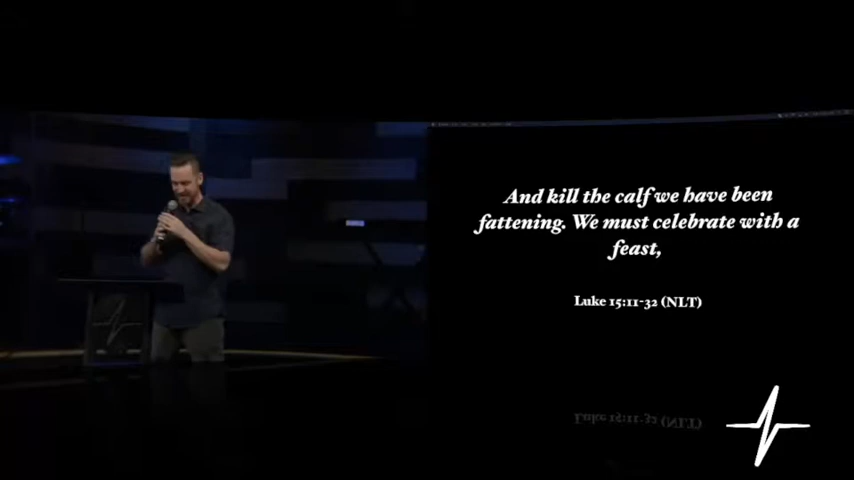 And kill the calf we have been
fattening. We must celebrate with a
feast,
Luke 15:11-32 (NLT)